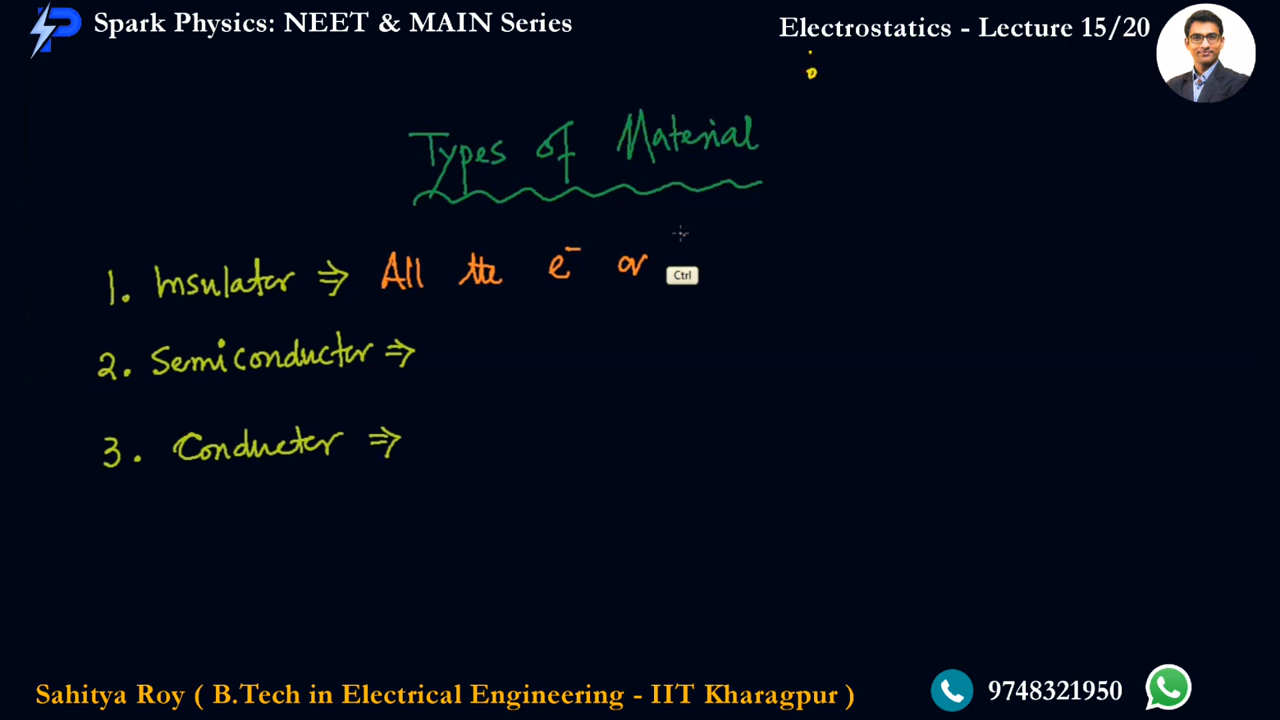 Spark Physics: NEET & MAIN Series
Electrostatics - Lecture 15/20
Types of Material
1. Insulator ⇒ All the e⁻ or
Ctrl
2. Semiconductor ⇒
3. Conductor ⇒
Sahitya Roy ( B.Tech in Electrical Engineering - IIT Kharagpur )
9748321950